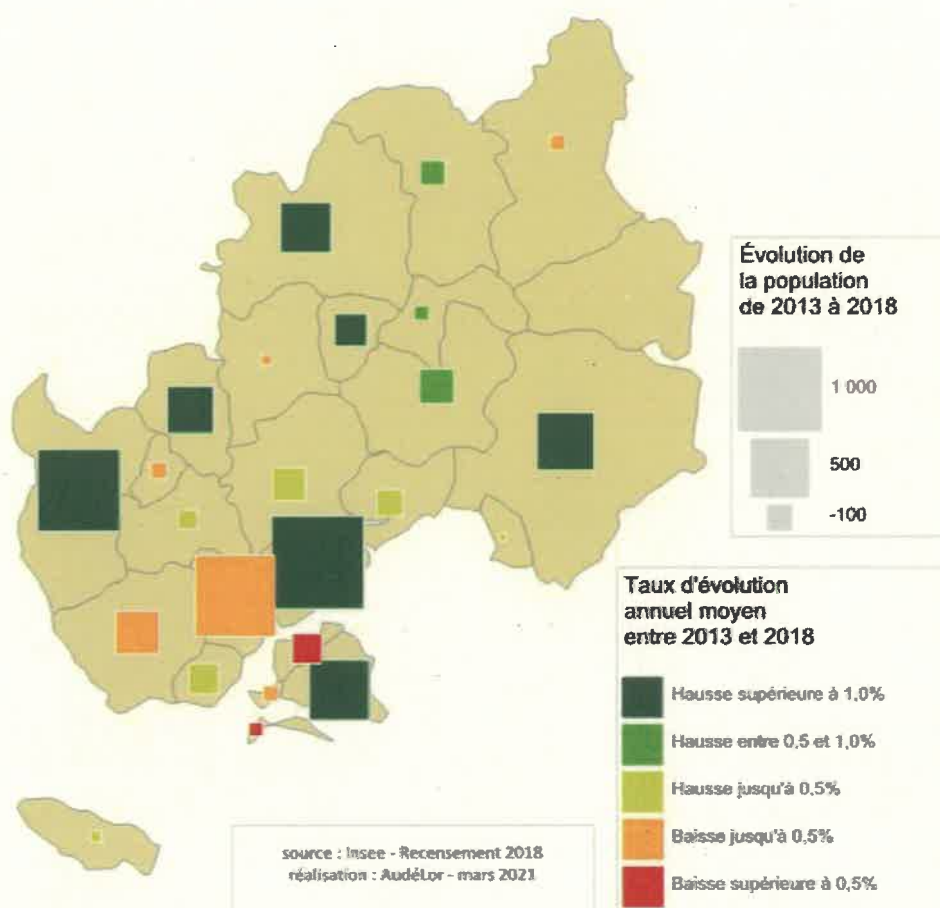 Évolution de
la population
de 2013 à 2018
1 000
500
-100
Taux d'évolution
annuel moyen
entre 2013 et 2018
Hausse supérieure à 1,0%
Hausse entre 0,5 et 1,0%
Hausse jusqu'à 0,5%
Baisse jusqu'à 0,5%
Baisse supérieure à 0,5%
source : Insee - Recensement 2018
réalisation : AudéLor - mars 2021